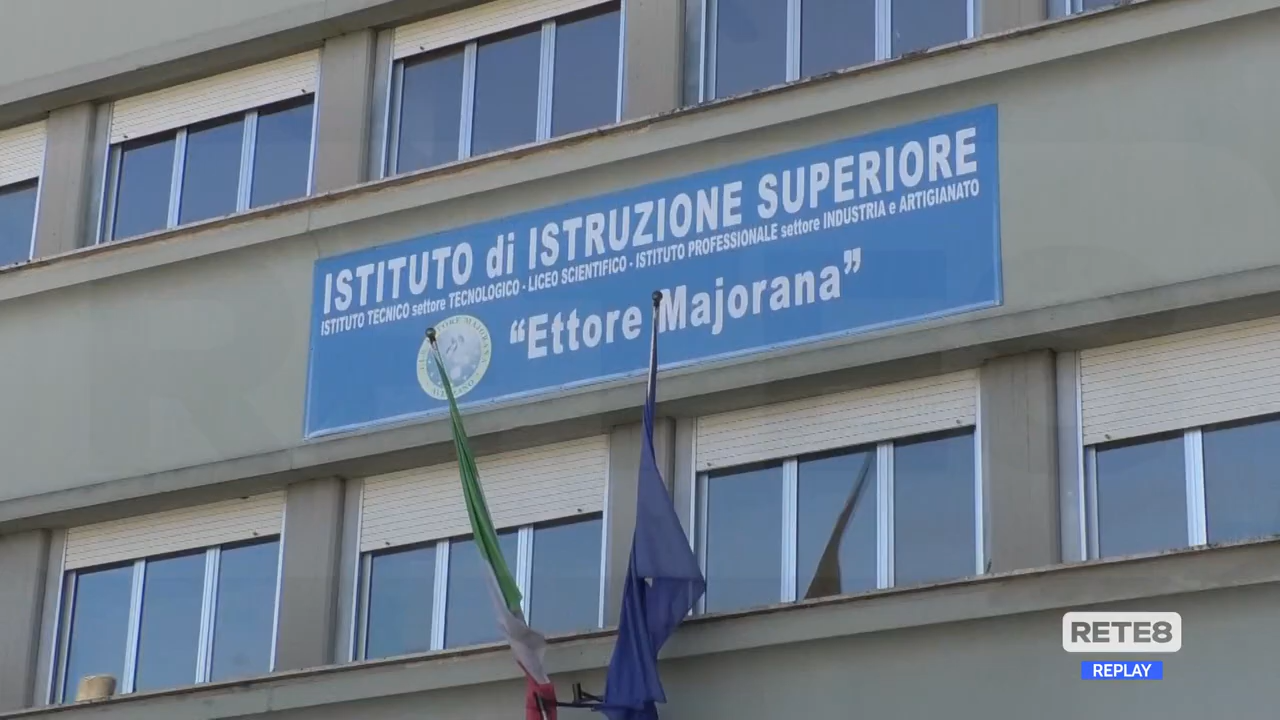 ISTITUTO di ISTRUZIONE SUPERIORE
ISTITUTO TECNICO settore TECNOLOGICO - LICEO SCIENTIFICO - ISTITUTO PROFESSIONALE settore INDUSTRIA e ARTIGIANATO
“Ettore Majorana”
RETE8
REPLAY